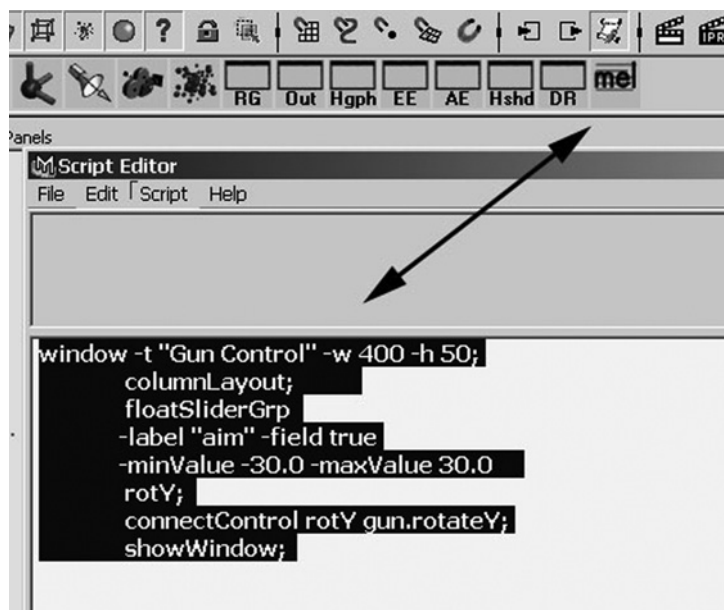 ?
IPR
RG Out Hgph EE AE Hshd DR mel
Panels
Script Editor
File Edit Script Help
window -t "Gun Control" -w 400 -h 50;
columnLayout;
floatSliderGrp
-label "aim" -field true
-minValue -30.0 -maxValue 30.0
rotY;
connectControl rotY gun.rotateY;
showWindow;